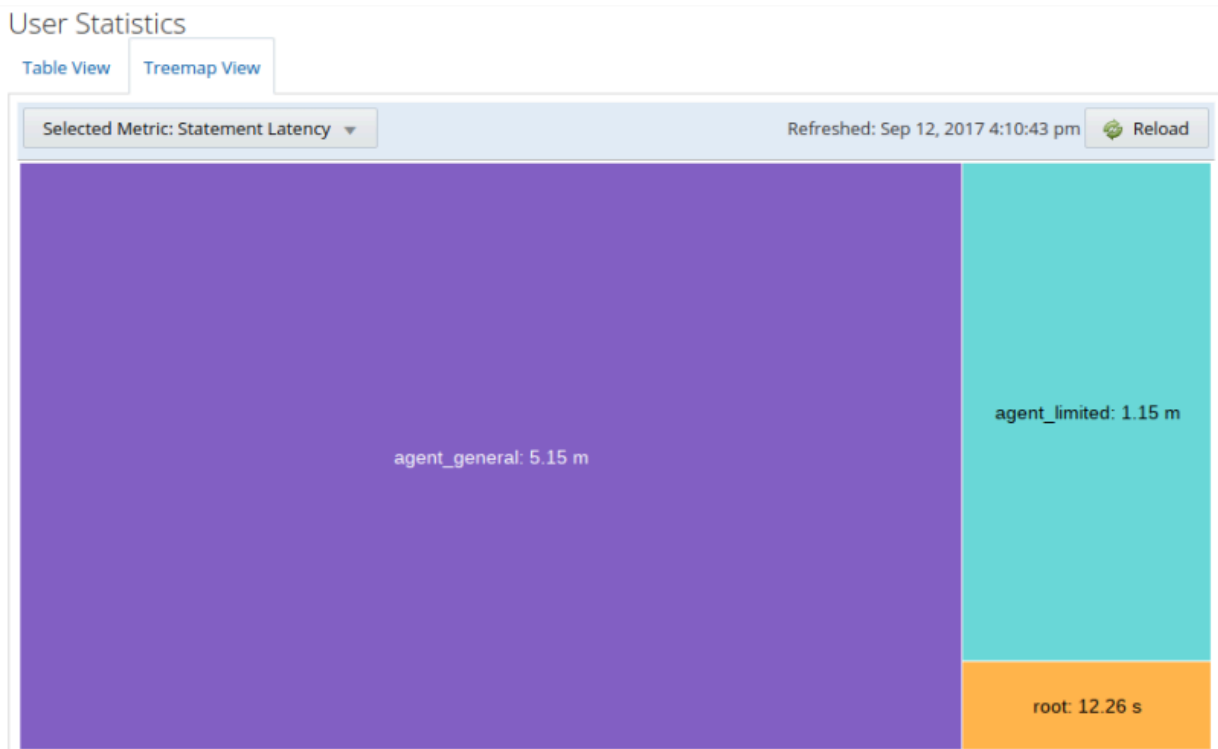 User Statistics
Table View Treemap View
Selected Metric: Statement Latency Refreshed: Sep 12, 2017 4:10:43 pm Reload
agent_general: 5.15 m
agent_limited: 1.15 m
root: 12.26 s